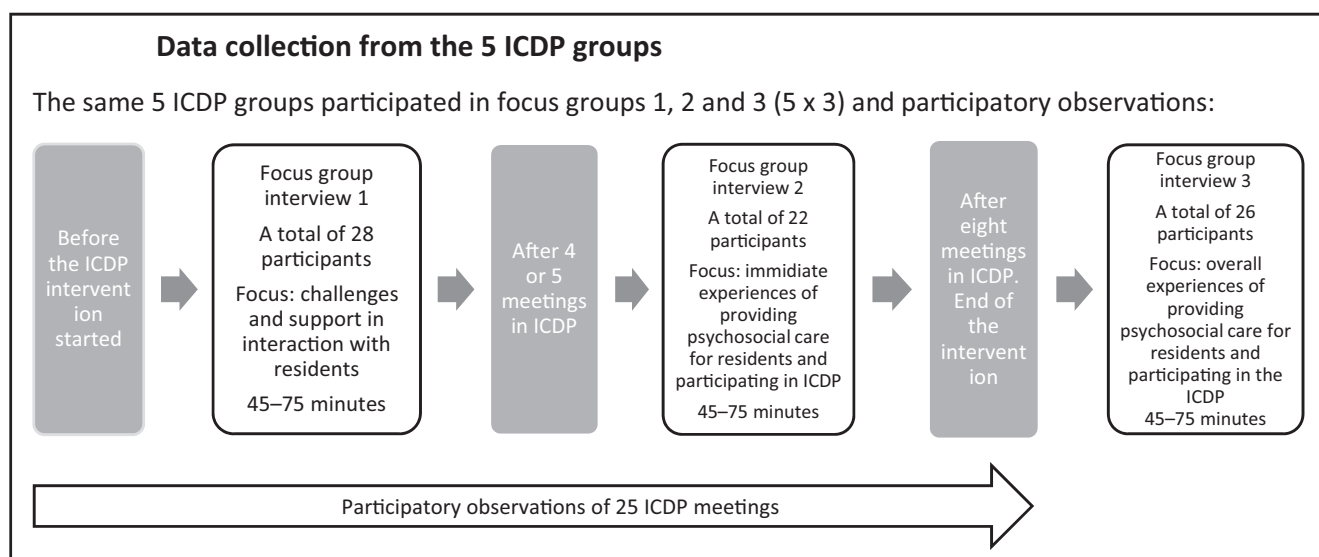 Data collection from the 5 ICDP groups
The same 5 ICDP groups participated in focus groups 1, 2 and 3 (5 x 3) and participatory observations:
Before
the ICDP
intervent
ion
started
Focus group
interview 1
A total of 28
participants
Focus: challenges
and support in
interaction with
residents
45–75 minutes
After 4
or 5
meetings
in ICDP
Focus group
interview 2
A total of 22
participants
Focus: immidiate
experiences of
providing
psychosocial care
for residents and
participating in ICDP
45–75 minutes
After
eight
meetings
in ICDP.
End of
the
intervent
ion
Focus group
interview 3
A total of 26
participants
Focus: overall
experiences of
providing
psychosocial care for
residents and
participating in the
ICDP
45–75 minutes
Participatory observations of 25 ICDP meetings